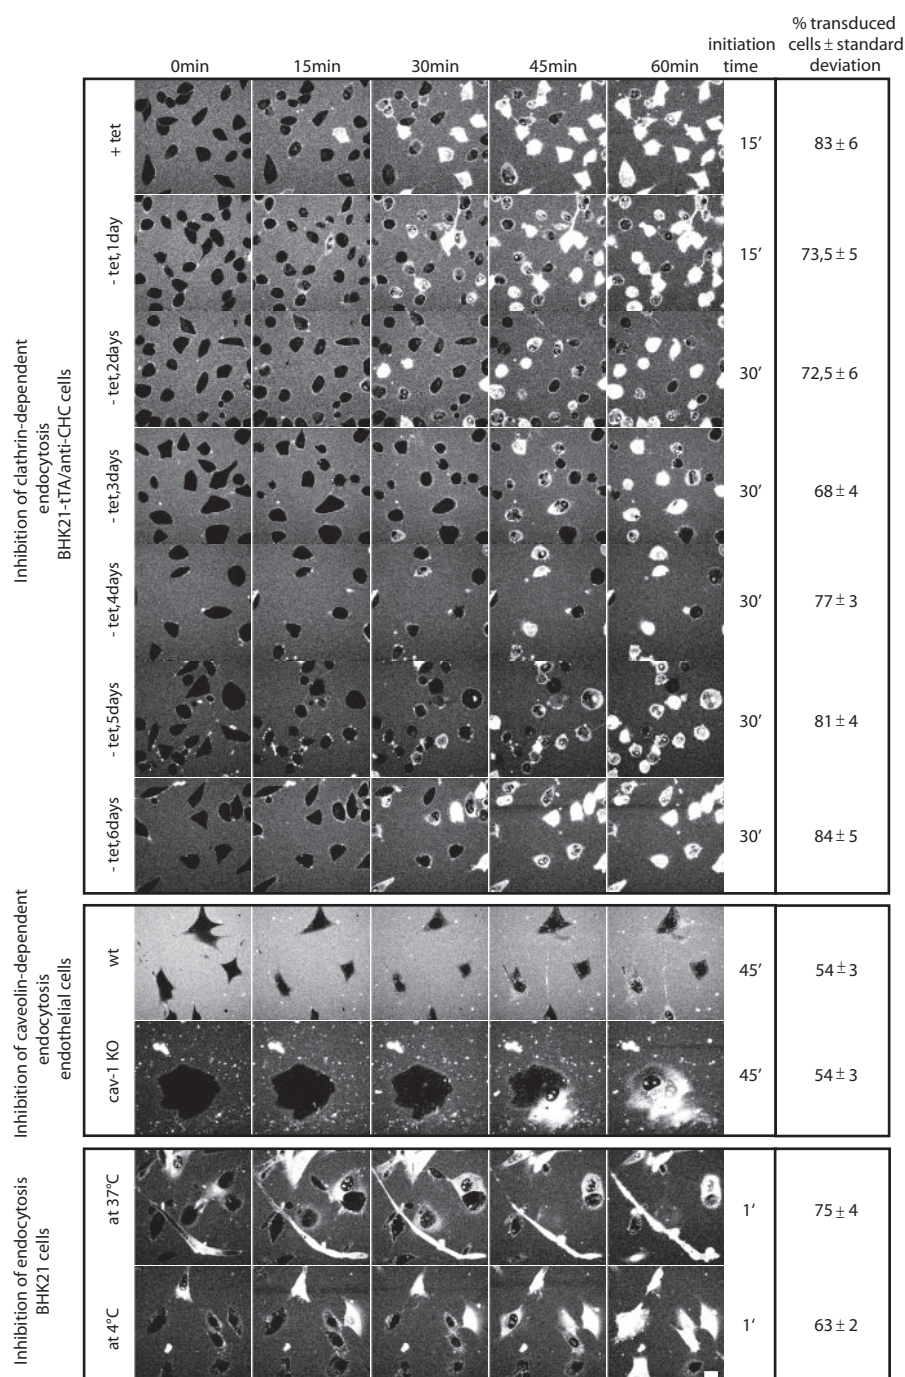 % transduced
initiation cells ± standard
0min 15min 30min 45min 60min time deviation
Inhibition of clathrin-dependent
endocytosis
BHK21-tTA/anti-CHC cells
+ tet 15’ 83 ± 6
- tet,1day 15’ 73,5 ± 5
- tet,2days 30’ 72,5 ± 6
- tet,3days 30’ 68 ± 4
- tet,4days 30’ 77 ± 3
- tet,5days 30’ 81 ± 4
- tet,6days 30’ 84 ± 5
Inhibition of caveolin-dependent
endocytosis
endothelial cells
wt 45’ 54 ± 3
cav-1 KO 45’ 54 ± 3
Inhibition of endocytosis
BHK21 cells
at 37°C 1‘ 75 ± 4
at 4°C 1‘ 63 ± 2